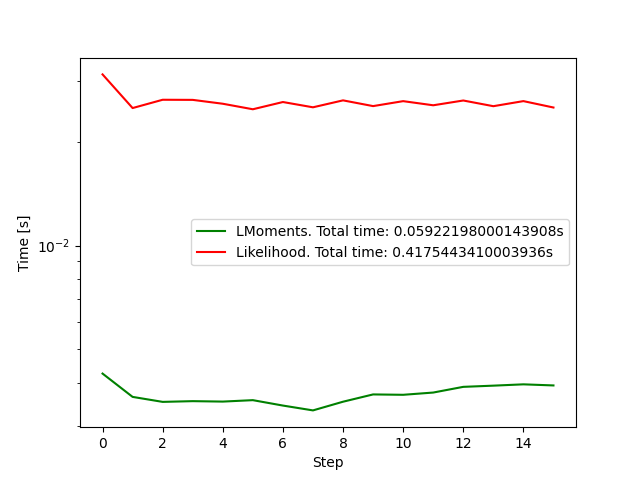 Time [s]
10⁻²
LMoments. Total time: 0.05922198000143908s
Likelihood. Total time: 0.4175443410003936s
0 2 4 6 8 10 12 14
Step